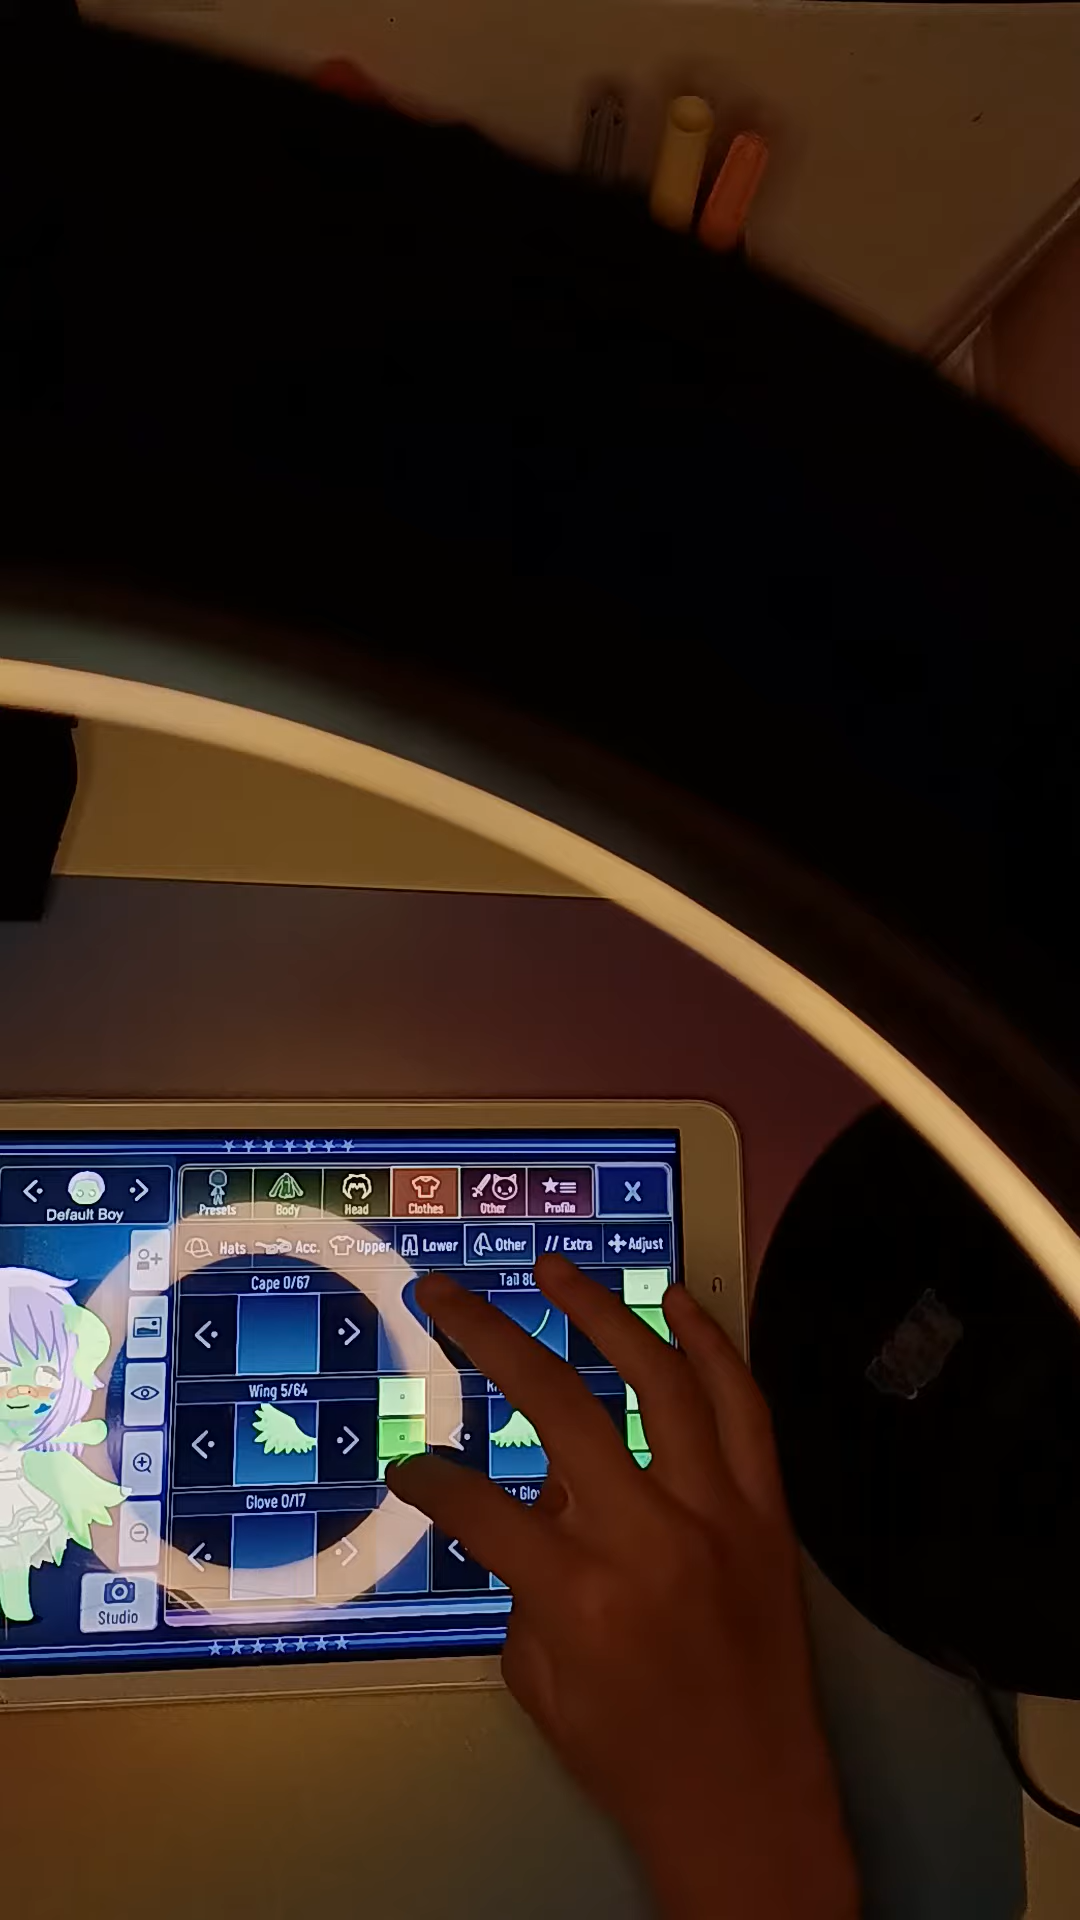 Default Boy
Presets
Body
Head
Clothes
Other
Profile
X
Hats
Acc.
Upper
Lower
Other
Extra
Adjust
Cape 0/67
Wing 5/64
Glove 0/17
Studio